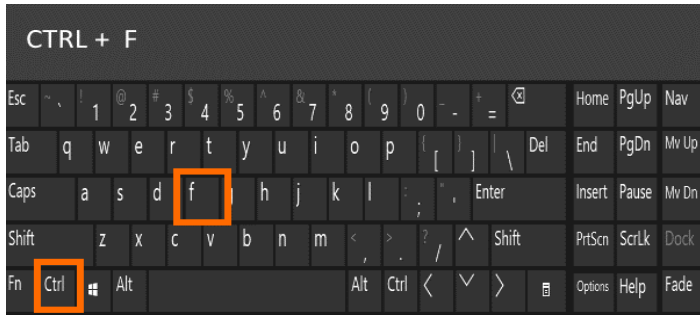 CTRL + F
Esc ~ ` ! 1 @ 2 # 3 $ 4 % 5 ^ 6 & 7 * 8 ( 9 ) 0 _ - + = Home PgUp Nav
Tab q w e r t y u i o p { [ } ] | \ Del End PgDn Mv Up
Caps a s d f g h j k l : ; " ' Enter Insert Pause Mv Dn
Shift z x c v b n m < , > . ? / Shift PrtScn ScrLk Dock
Fn Ctrl Alt Alt Ctrl Options Help Fade